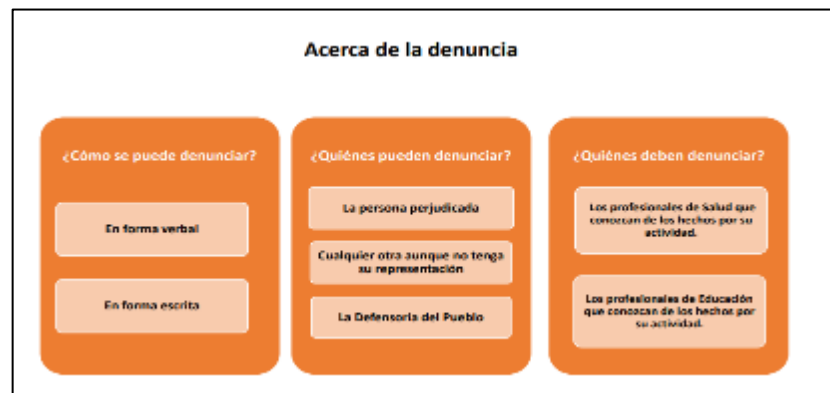 Acerca de la denuncia
¿Cómo se puede denunciar?
En forma verbal
En forma escrita
¿Quiénes pueden denunciar?
La persona perjudicada
Cualquier otra aunque no tenga
su representación
La Defensoría del Pueblo
¿Quiénes deben denunciar?
Los profesionales de Salud que
conozcan de los hechos por su
actividad.
Los profesionales de Educación
que conozcan de los hechos por
su actividad.